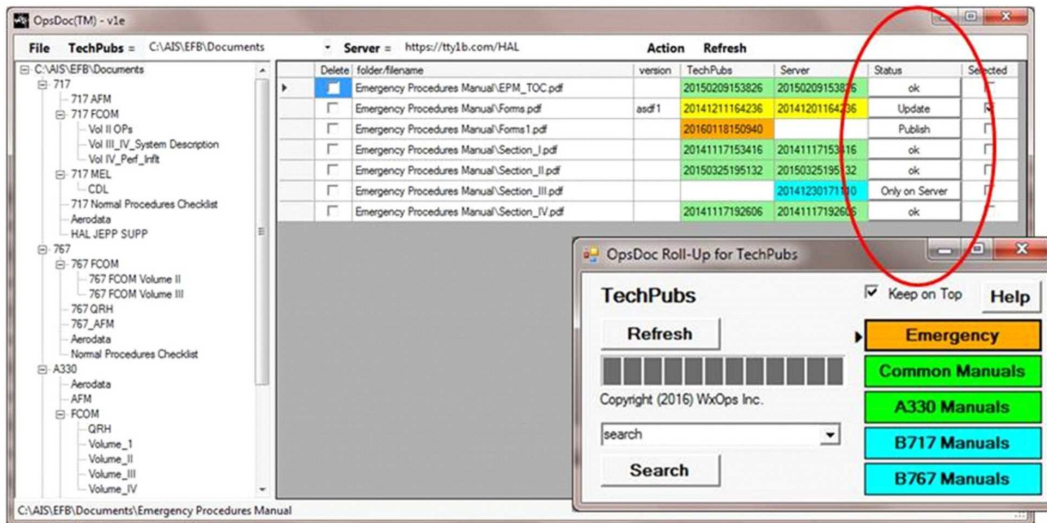 OpsDoc(TM) - v1e
File TechPubs = C:\AIS\EFB\Documents Server = https://tty1b.com/HAL Action Refresh
C:\AIS\EFB\Documents
717
717 AFM
717 FCOM
Vol II OPs
Vol III_IV_System Description
Vol IV_Perf_Inflt
717 MEL
CDL
717 Normal Procedures Checklist
Aerodata
HAL JEPP SUPP
767
767 FCOM
767 FCOM Volume II
767 FCOM Volume III
767 QRH
767_AFM
Aerodata
Normal Procedures Checklist
A330
Aerodata
AFM
FCOM
QRH
Volume_1
Volume_II
Volume_III
Volume_IV
Delete folder/filename version TechPubs Server Status Selected
Emergency Procedures Manual\EPM_TOC.pdf 20150209153826 20150209153826 ok
Emergency Procedures Manual\Forms.pdf asdf1 20141211164236 20141201164236 Update
Emergency Procedures Manual\Forms1.pdf 20160118150940 Publish
Emergency Procedures Manual\Section_I.pdf 20141117153416 20141117153416 ok
Emergency Procedures Manual\Section_II.pdf 20150325195132 20150325195132 ok
Emergency Procedures Manual\Section_III.pdf Only on Server
Emergency Procedures Manual\Section_IV.pdf 20141117192606 20141117192606 ok
OpsDoc Roll-Up for TechPubs
TechPubs
Keep on Top
Help
Refresh
Copyright (2016) WxOps Inc.
search
Search
Emergency
Common Manuals
A330 Manuals
B717 Manuals
B767 Manuals
C:\AIS\EFB\Documents\Emergency Procedures Manual